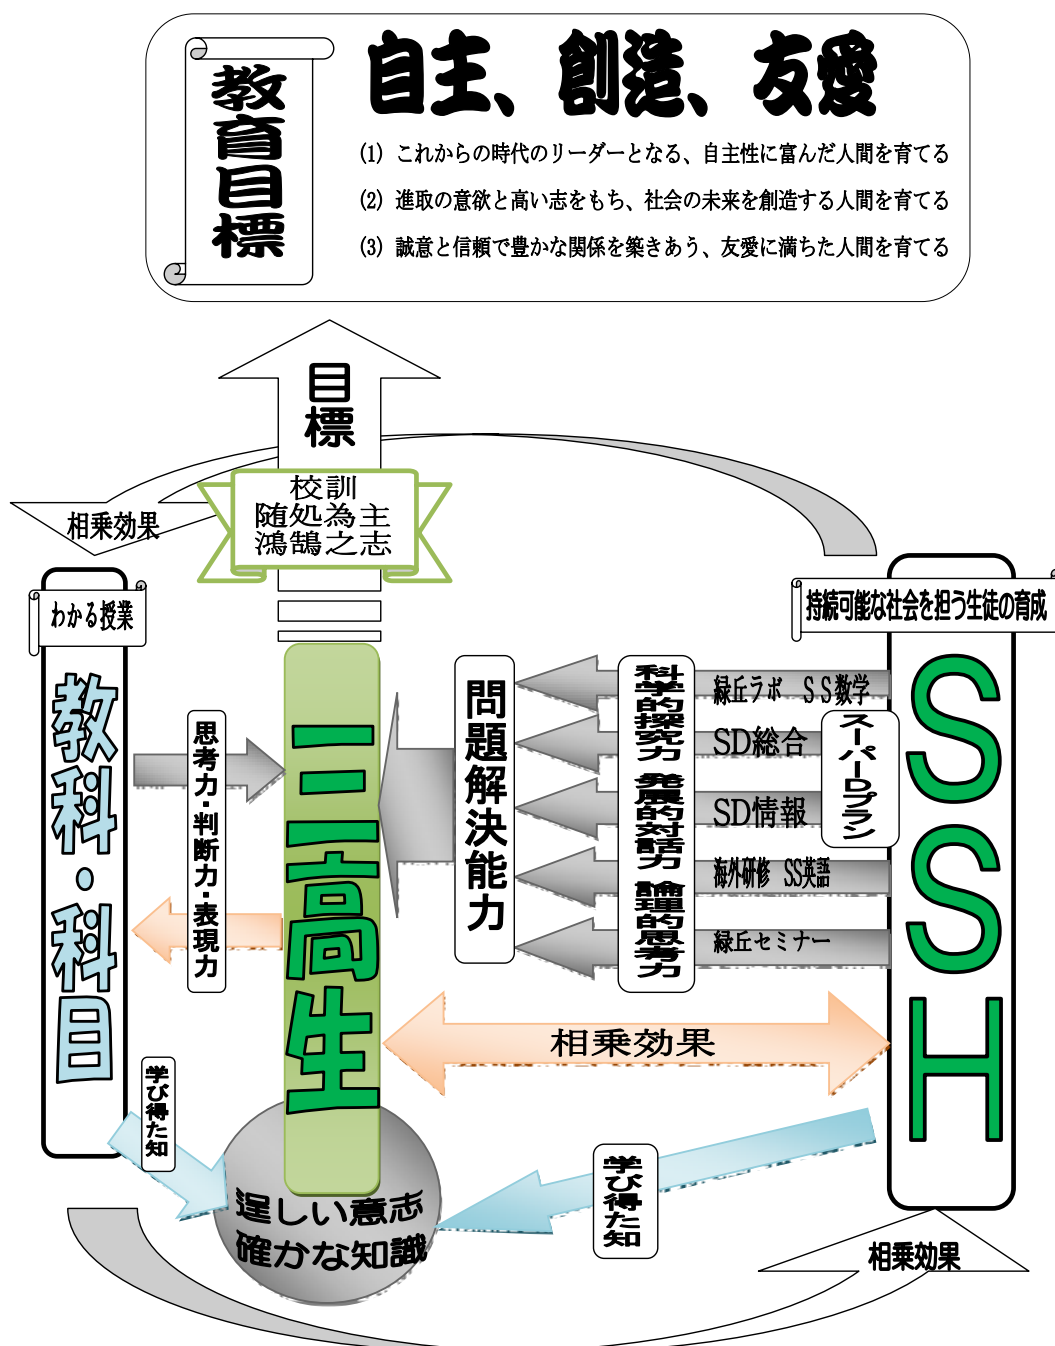 教育目標
自主、創造、友愛
(1) これからの時代のリーダーとなる、自主性に富んだ人間を育てる
(2) 進取の意欲と高い志をもち、社会の未来を創造する人間を育てる
(3) 誠意と信頼で豊かな関係を築きあう、友愛に満ちた人間を育てる
目標
校訓
随処為主
鴻鵠之志
相乗効果
わかる授業
教科・科目
思考力・判断力・表現力
二高生
問題解決能力
科学的探究力 発展的対話力 論理的思考力
緑丘ラボ SS数学
SD総合
SD情報
海外研修 SS英語
緑丘セミナー
スーパーDプラン
持続可能な社会を担う生徒の育成
SSH
相乗効果
学び得た知
学び得た知
逞しい意志
確かな知識
相乗効果